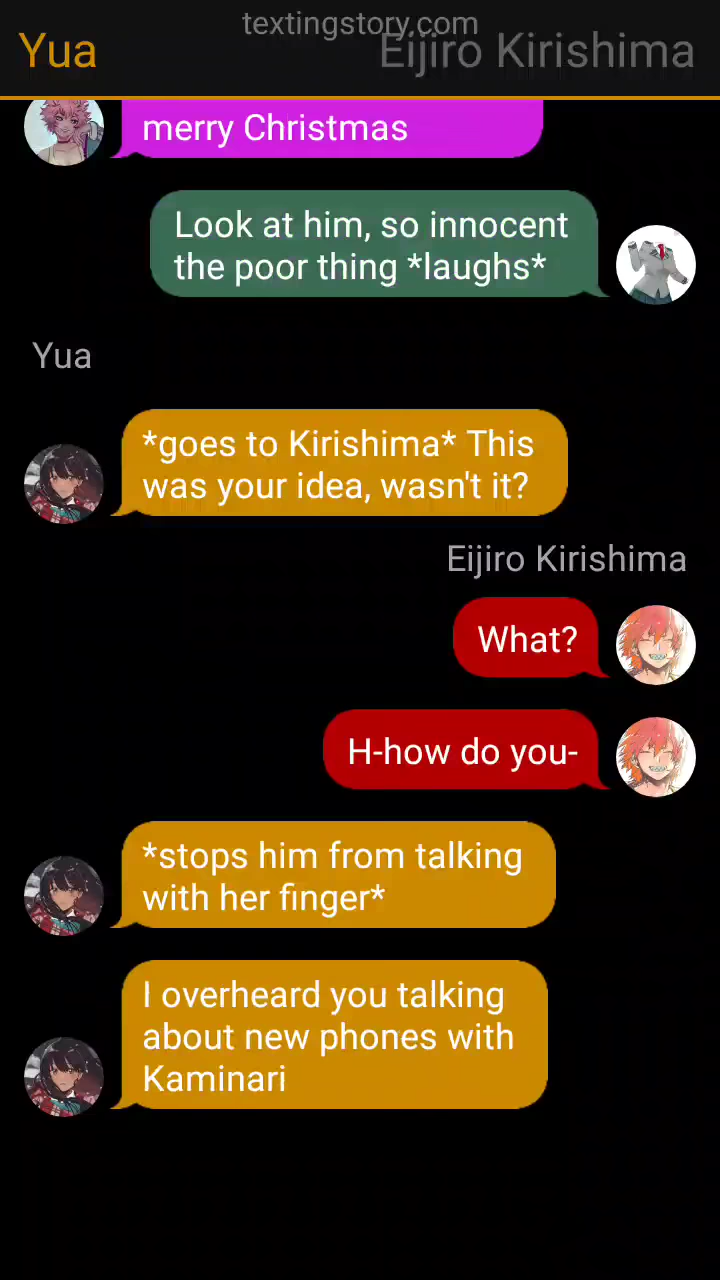 textingstory.com
Yua
Eijiro Kirishima
merry Christmas
Look at him, so innocent
the poor thing *laughs*
Yua
*goes to Kirishima* This
was your idea, wasn't it?
Eijiro Kirishima
What?
H-how do you-
*stops him from talking
with her finger*
I overheard you talking
about new phones with
Kaminari